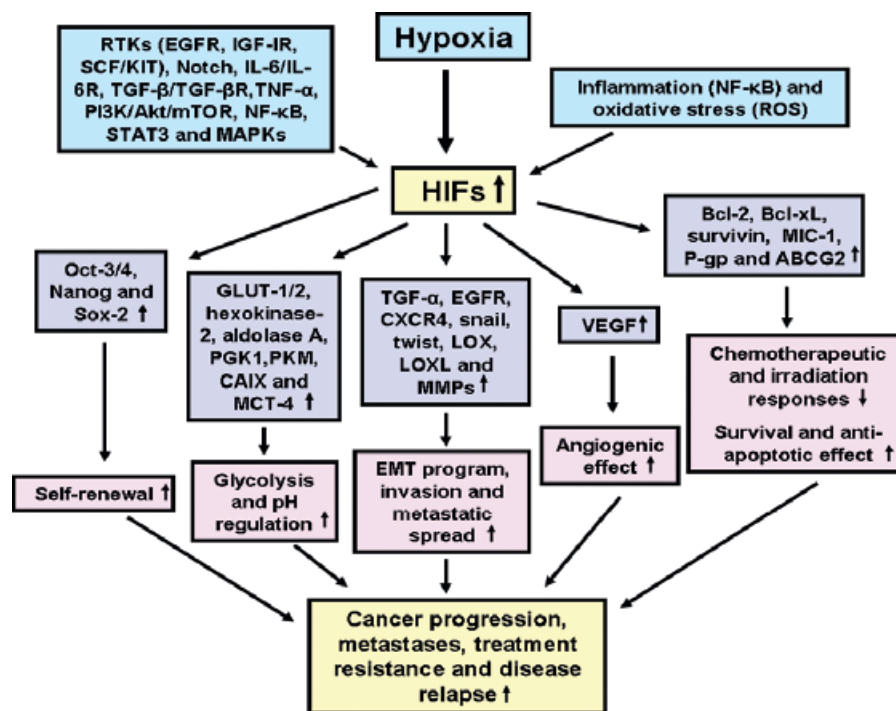 RTKs (EGFR, IGF-IR,
SCF/KIT), Notch, IL-6/IL-
6R, TGF-β/TGF-βR,TNF-α,
PI3K/Akt/mTOR, NF-κB,
STAT3 and MAPKs
Hypoxia
Inflammation (NF-κB) and
oxidative stress (ROS)
HIFs ↑
Oct-3/4,
Nanog and
Sox-2 ↑
GLUT-1/2,
hexokinase-
2, aldolase A,
PGK1,PKM,
CAIX and
MCT-4 ↑
TGF-α, EGFR,
CXCR4, snail,
twist, LOX,
LOXL and
MMPs ↑
VEGF ↑
Bcl-2, Bcl-xL,
survivin, MIC-1,
P-gp and ABCG2 ↑
Self-renewal ↑
Glycolysis
and pH
regulation ↑
EMT program,
invasion and
metastatic
spread ↑
Angiogenic
effect ↑
Chemotherapeutic
and irradiation
responses ↓
Survival and anti-
apoptotic effect ↑
Cancer progression,
metastases, treatment
resistance and disease
relapse ↑